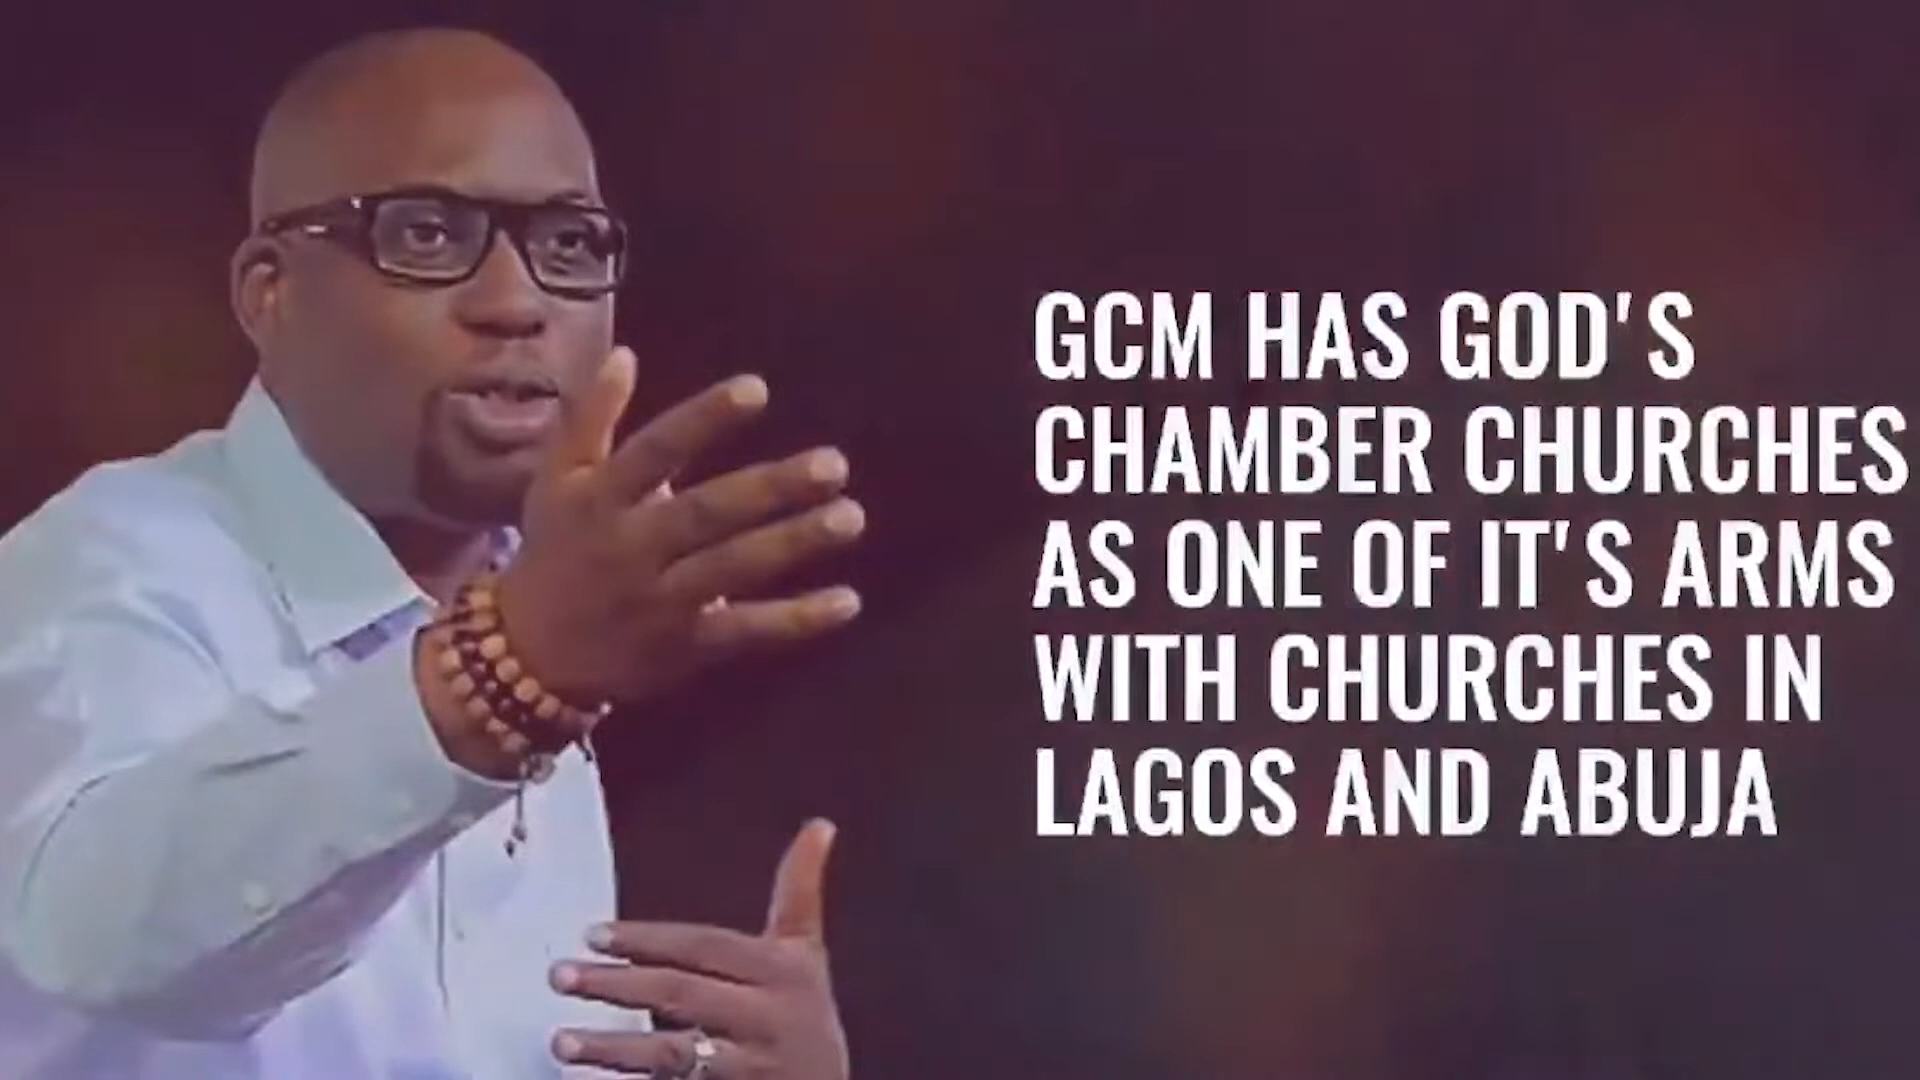 GCM HAS GOD'S
CHAMBER CHURCHES
AS ONE OF IT'S ARMS
WITH CHURCHES IN
LAGOS AND ABUJA